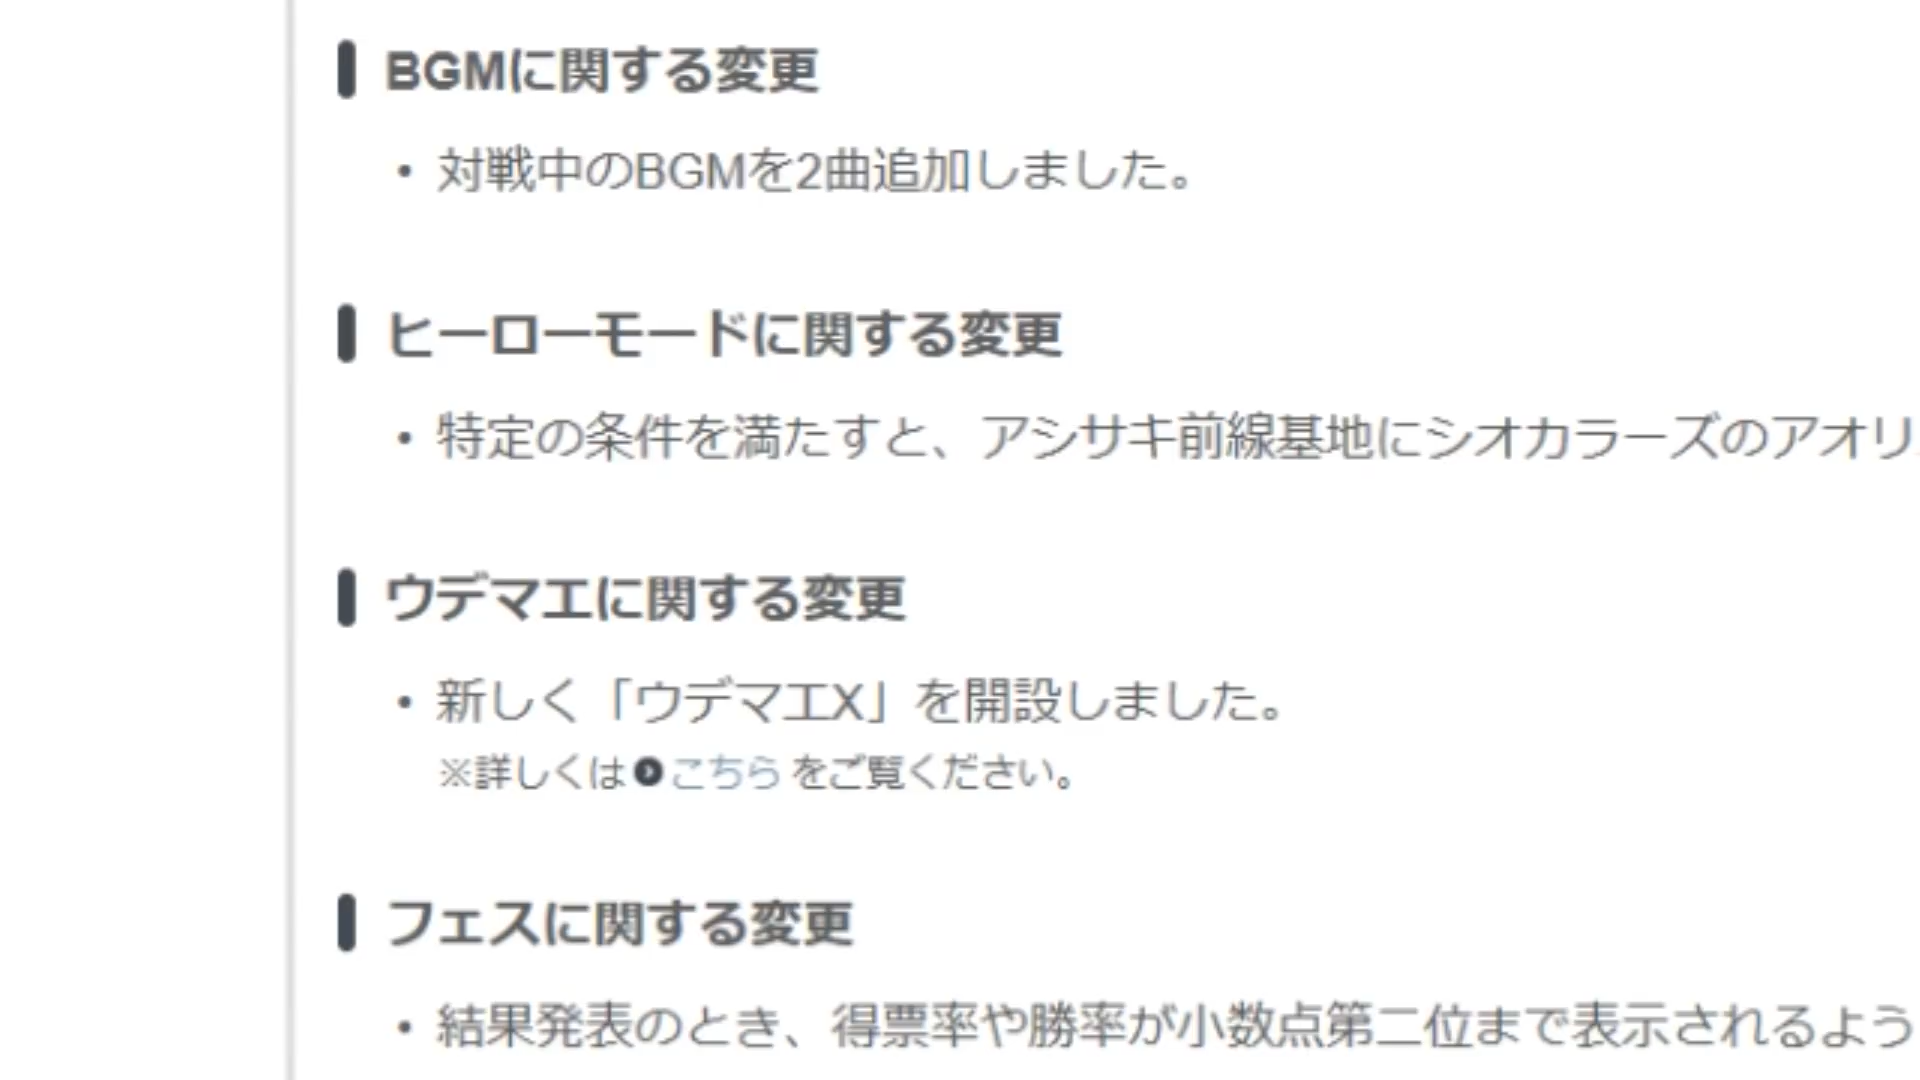 BGMに関する変更
・対戦中のBGMを2曲追加しました。
ヒーローモードに関する変更
・特定の条件を満たすと、アシサキ前線基地にシオカラーズのアオリ
ウデマエに関する変更
・新しく「ウデマエX」を開設しました。
※詳しくはこちら をご覧ください。
フェスに関する変更
・結果発表のとき、得票率や勝率が小数点第二位まで表示されるよう